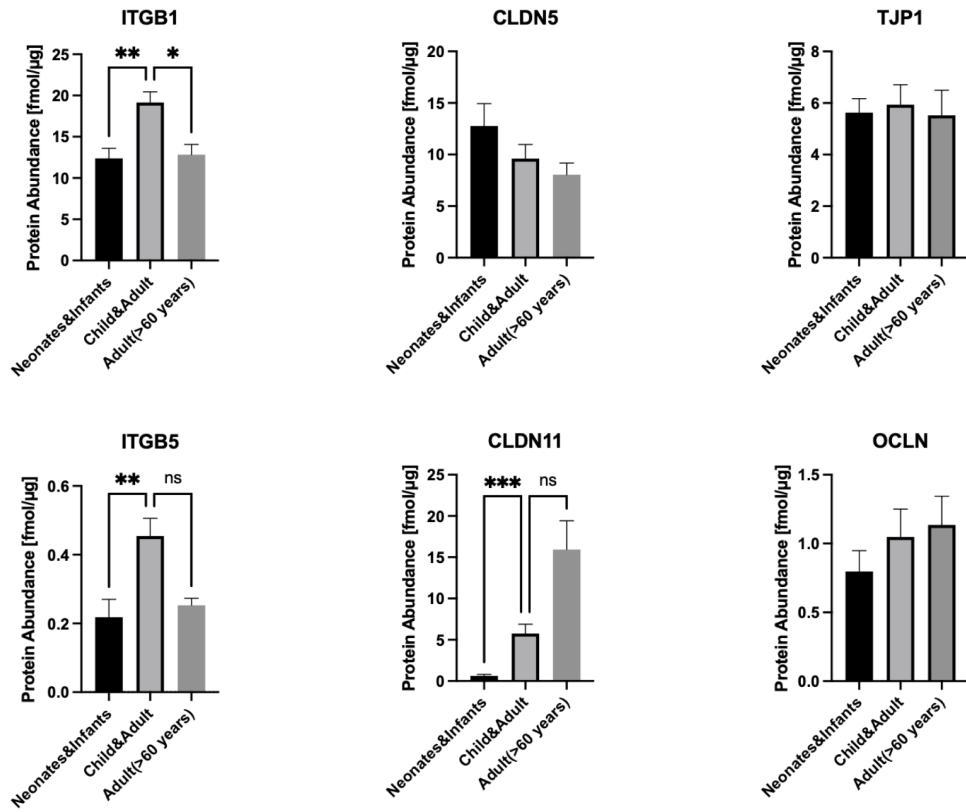 ITGB1
Protein Abundance [fmol/µg]
25
20
15
10
5
0
** *
Neonates&Infants
Child&Adult
Adult(>60 years)
CLDN5
Protein Abundance [fmol/µg]
20
15
10
5
0
Neonates&Infants
Child&Adult
Adult(>60 years)
TJP1
Protein Abundance [fmol/µg]
8
6
4
2
0
Neonates&Infants
Child&Adult
Adult(>60 years)
ITGB5
Protein Abundance [fmol/µg]
0.6
0.4
0.2
0.0
** ns
Neonates&Infants
Child&Adult
Adult(>60 years)
CLDN11
Protein Abundance [fmol/µg]
25
20
15
10
5
0
*** ns
Neonates&Infants
Child&Adult
Adult(>60 years)
OCLN
Protein Abundance [fmol/µg]
1.5
1.0
0.5
0.0
Neonates&Infants
Child&Adult
Adult(>60 years)